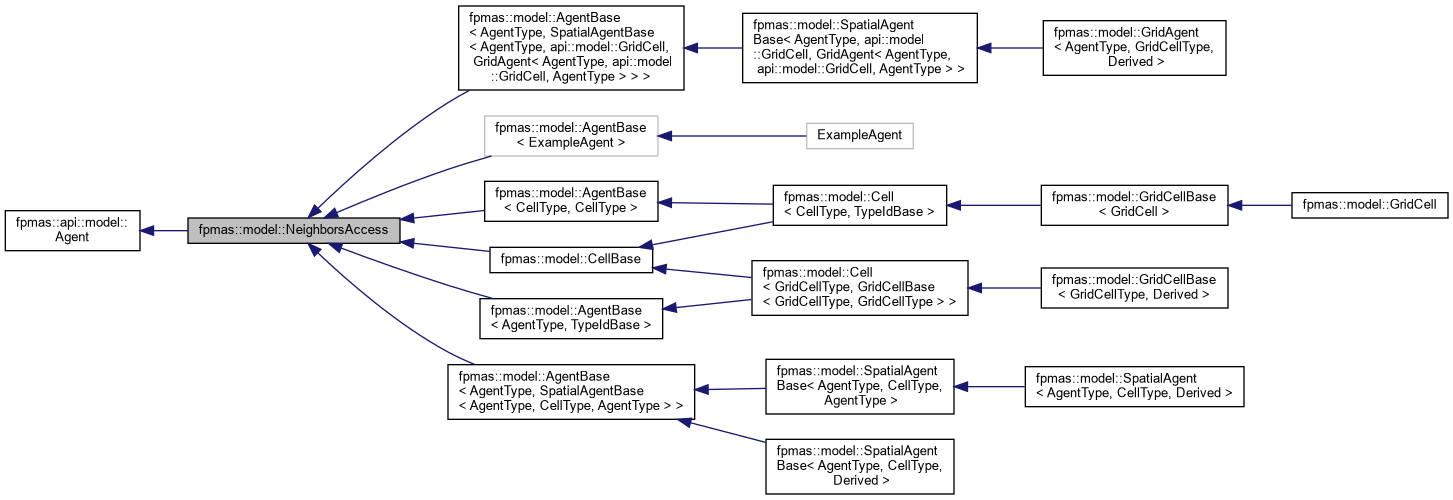 fpmas::api::model::
Agent
fpmas::model::NeighborsAccess
fpmas::model::AgentBase
< AgentType, SpatialAgentBase
< AgentType, api::model::GridCell,
GridAgent< AgentType, api::model
::GridCell, AgentType > > >
fpmas::model::SpatialAgent
Base< AgentType, api::model
::GridCell, GridAgent< AgentType,
api::model::GridCell, AgentType > >
fpmas::model::GridAgent
< AgentType, GridCellType,
Derived >
fpmas::model::AgentBase
< ExampleAgent >
ExampleAgent
fpmas::model::AgentBase
< CellType, CellType >
fpmas::model::Cell
< CellType, TypeIdBase >
fpmas::model::GridCellBase
< GridCell >
fpmas::model::GridCell
fpmas::model::CellBase
fpmas::model::Cell
< GridCellType, GridCellBase
< GridCellType, GridCellType > >
fpmas::model::GridCellBase
< GridCellType, Derived >
fpmas::model::AgentBase
< AgentType, TypeIdBase >
fpmas::model::AgentBase
< AgentType, SpatialAgentBase
< AgentType, CellType, AgentType > >
fpmas::model::SpatialAgent
Base< AgentType, CellType,
AgentType >
fpmas::model::SpatialAgent
< AgentType, CellType, Derived >
fpmas::model::SpatialAgent
Base< AgentType, CellType,
Derived >